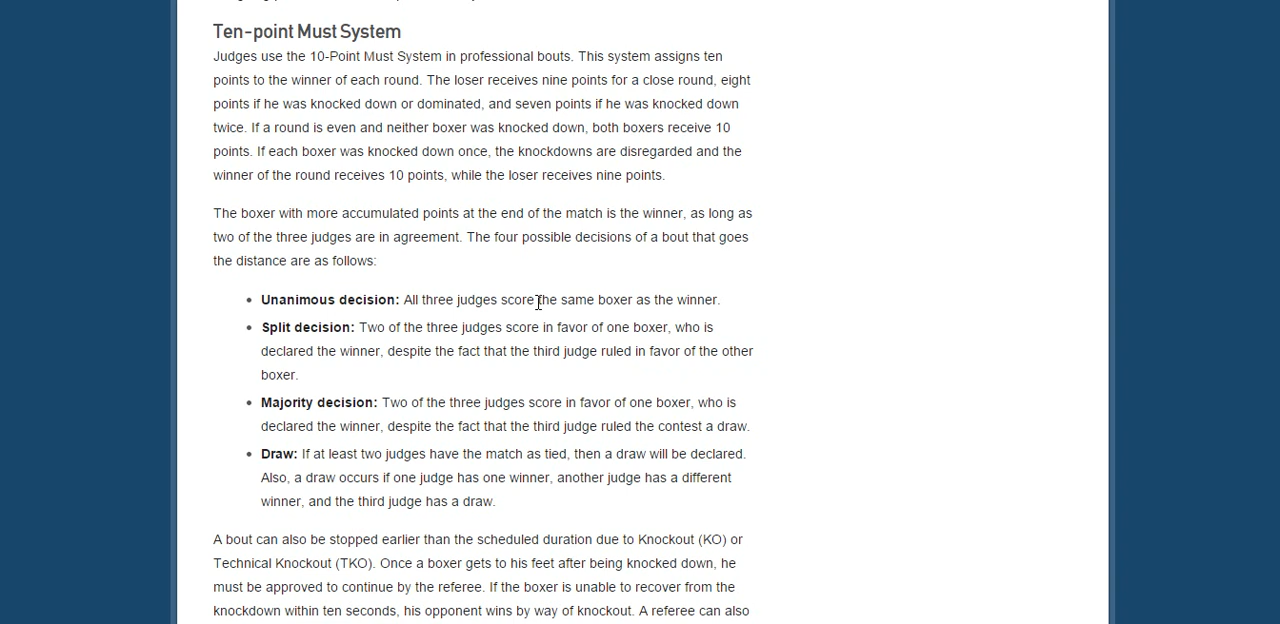 Ten-point Must System
Judges use the 10-Point Must System in professional bouts. This system assigns ten
points to the winner of each round. The loser receives nine points for a close round, eight
points if he was knocked down or dominated, and seven points if he was knocked down
twice. If a round is even and neither boxer was knocked down, both boxers receive 10
points. If each boxer was knocked down once, the knockdowns are disregarded and the
winner of the round receives 10 points, while the loser receives nine points.
The boxer with more accumulated points at the end of the match is the winner, as long as
two of the three judges are in agreement. The four possible decisions of a bout that goes
the distance are as follows:
• Unanimous decision: All three judges score the same boxer as the winner.
• Split decision: Two of the three judges score in favor of one boxer, who is
declared the winner, despite the fact that the third judge ruled in favor of the other
boxer.
• Majority decision: Two of the three judges score in favor of one boxer, who is
declared the winner, despite the fact that the third judge ruled the contest a draw.
• Draw: If at least two judges have the match as tied, then a draw will be declared.
Also, a draw occurs if one judge has one winner, another judge has a different
winner, and the third judge has a draw.
A bout can also be stopped earlier than the scheduled duration due to Knockout (KO) or
Technical Knockout (TKO). Once a boxer gets to his feet after being knocked down, he
must be approved to continue by the referee. If the boxer is unable to recover from the
knockdown within ten seconds, his opponent wins by way of knockout. A referee can also